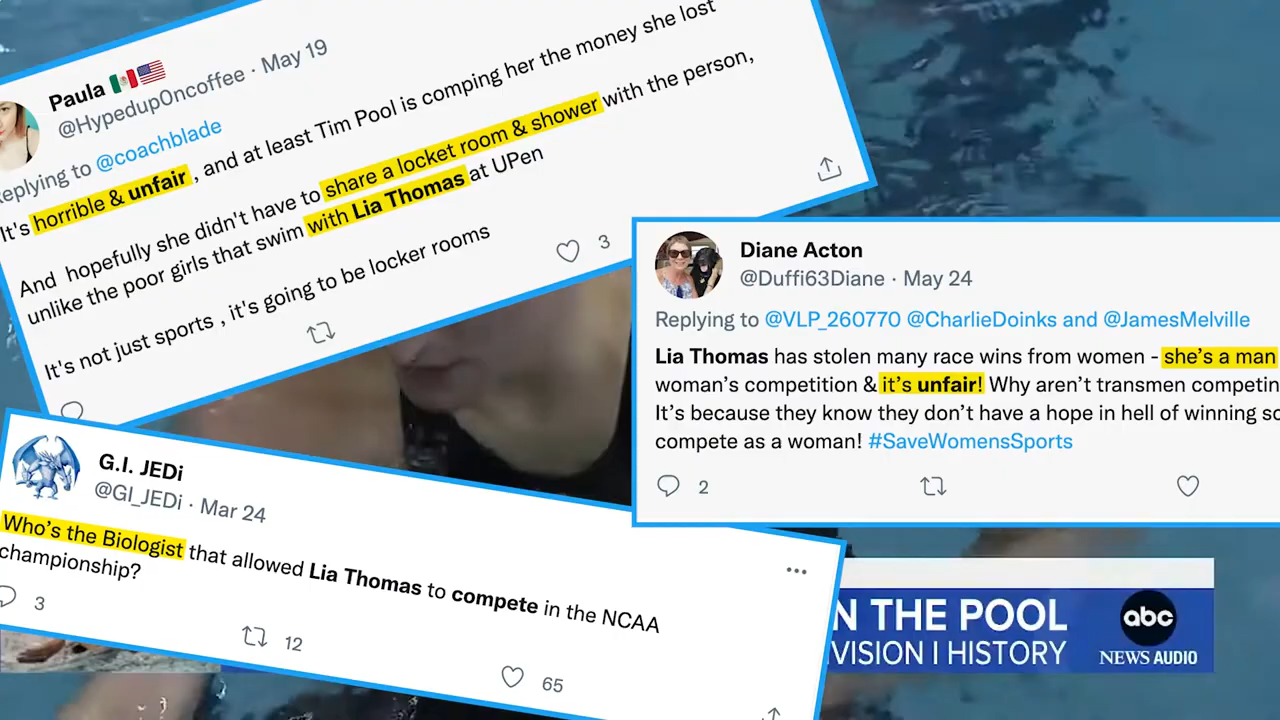 Paula 🇲🇽🇺🇸
@HypedupOncoffee · May 19
eplying to @coachblade
It's horrible & unfair , and at least Tim Pool is comping her the money she lost
And hopefully she didn't have to share a locket room & shower with the person,
unlike the poor girls that swim with Lia Thomas at UPen
It's not just sports , it's going to be locker rooms
3
Diane Acton
@Duffi63Diane · May 24
Replying to @VLP_260770 @CharlieDoinks and @JamesMelville
Lia Thomas has stolen many race wins from women - she's a man
woman's competition & it's unfair! Why aren't transmen competin
It's because they know they don't have a hope in hell of winning so
compete as a woman! #SaveWomensSports
2
G.I. JEDi
@GI_JEDi · Mar 24
Who's the Biologist that allowed Lia Thomas to compete in the NCAA
championship?
3 12 65
N THE POOL
VISION I HISTORY
abc
NEWS AUDIO